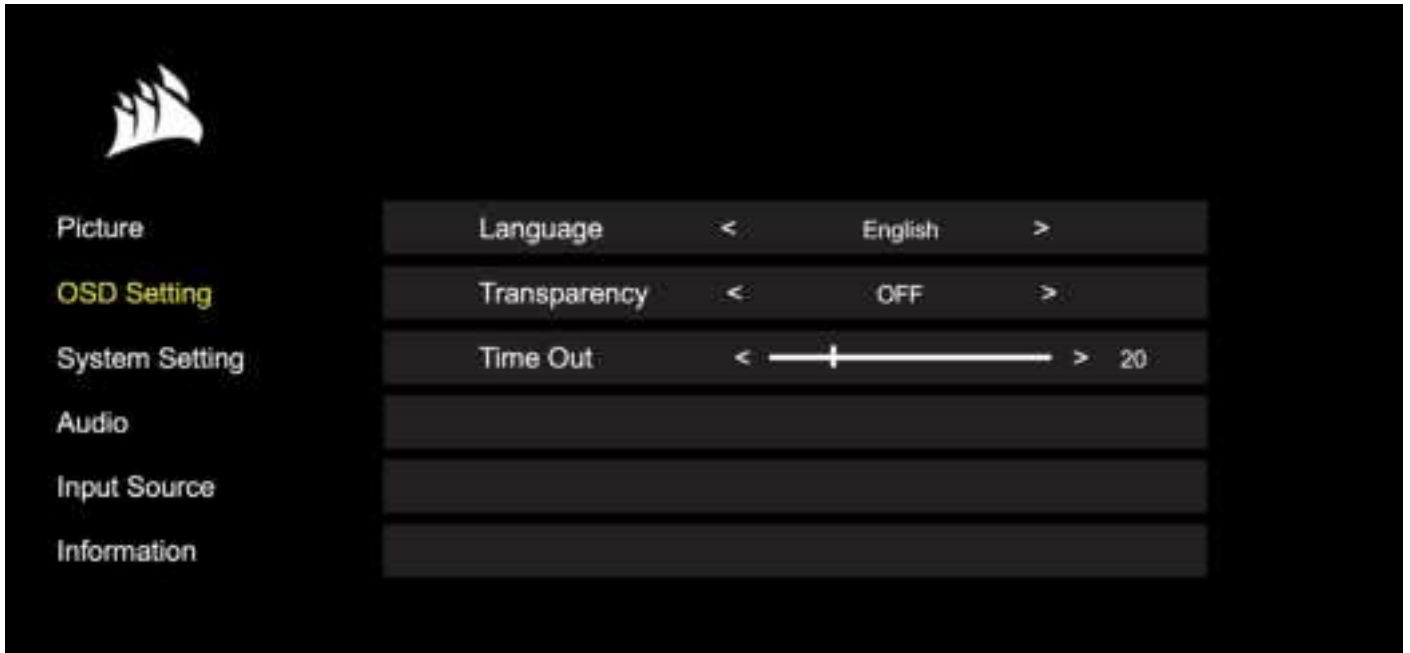 Picture
Language < English >
OSD Setting
Transparency < OFF >
System Setting
Time Out < > 20
Audio
Input Source
Information